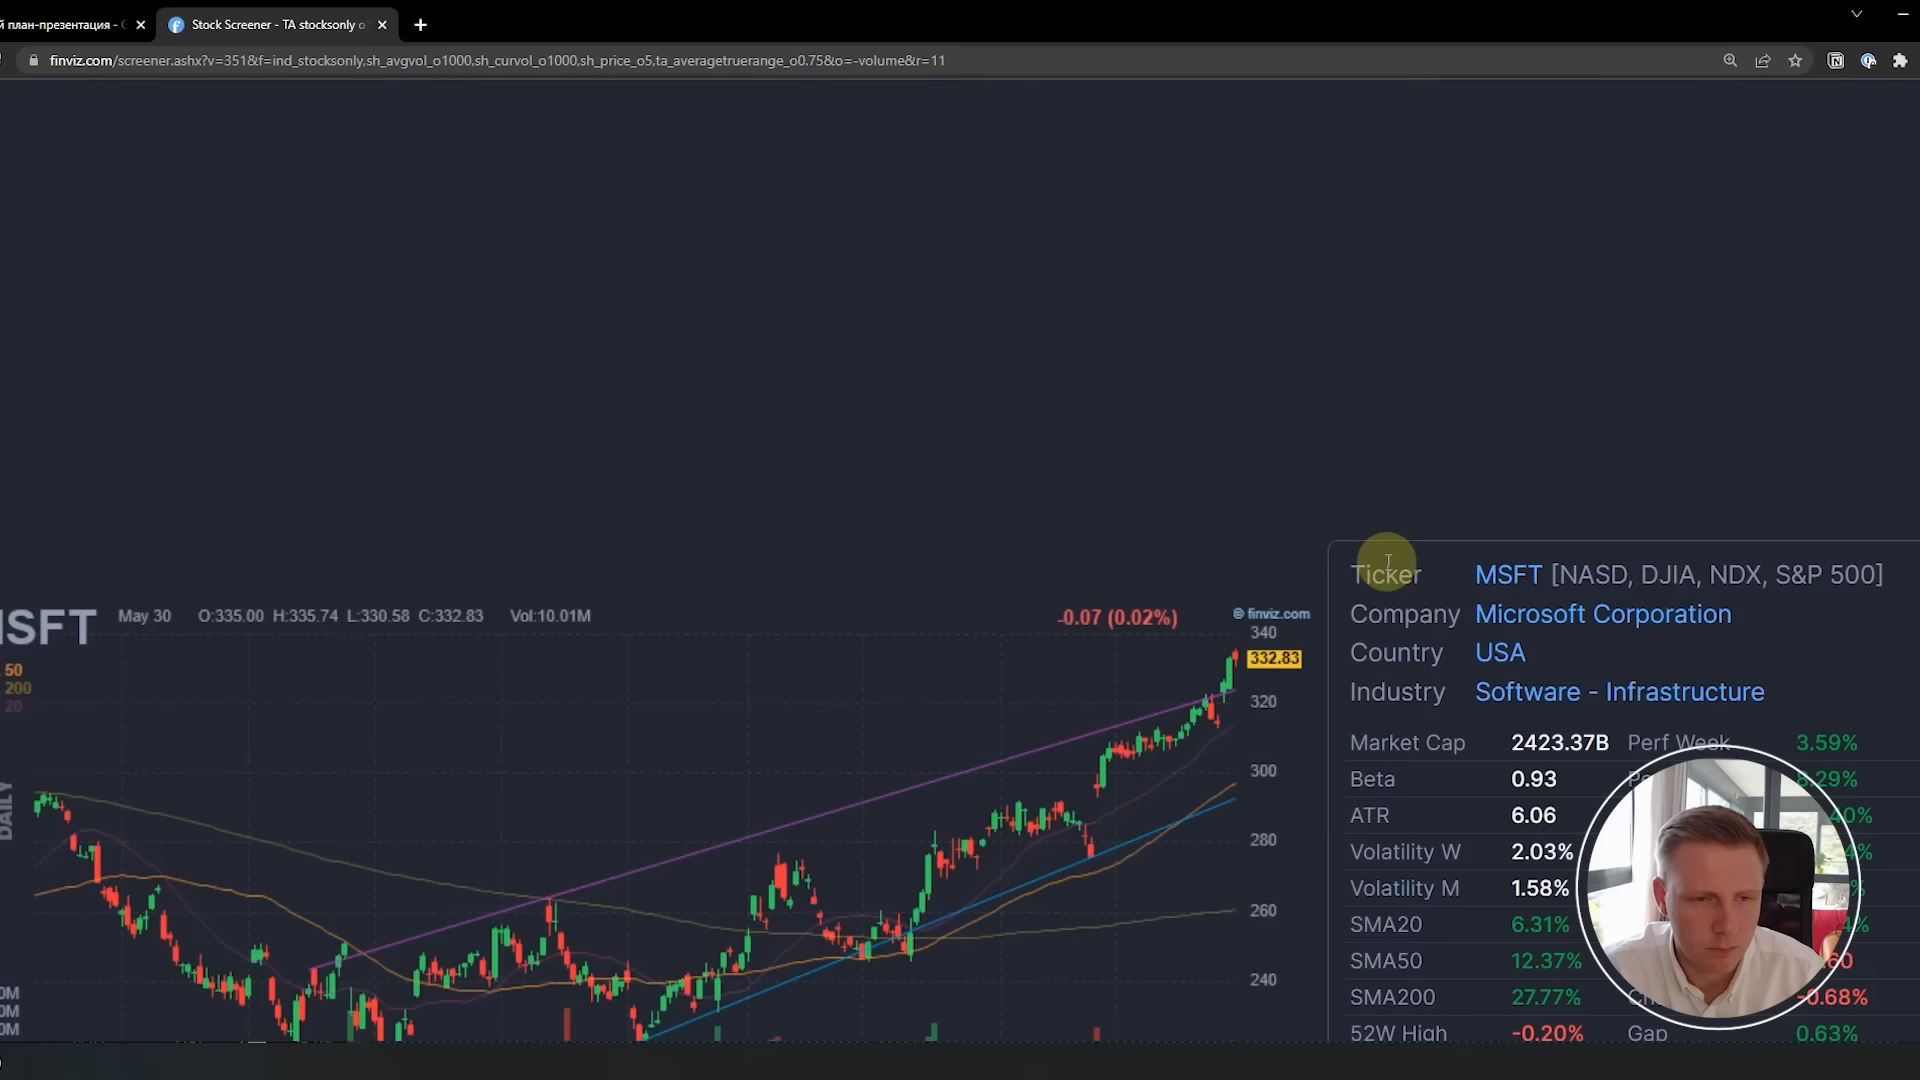 й план-презентация -
Stock Screener - TA stocksonly o
finviz.com/screener.ashx?v=351&f=ind_stocksonly,sh_avgvol_o1000,sh_curvol_o1000,sh_price_o5,ta_averagetruerange_o0.75&o=-volume&r=11
Ticker MSFT [NASD, DJIA, NDX, S&P 500]
Company Microsoft Corporation
Country USA
Industry Software - Infrastructure
MSFT May 30 O:335.00 H:335.74 L:330.58 C:332.83 Vol:10.01M -0.07 (0.02%) © finviz.com
50
200
20
DAILY
340
332.83
320
300
280
260
240
0M
0M
0M
Market Cap 2423.37B Perf Week 3.59%
Beta 0.93
ATR 6.06
Volatility W 2.03%
Volatility M 1.58%
SMA20 6.31%
SMA50 12.37%
SMA200 27.77% -0.68%
52W High -0.20% Gap 0.63%